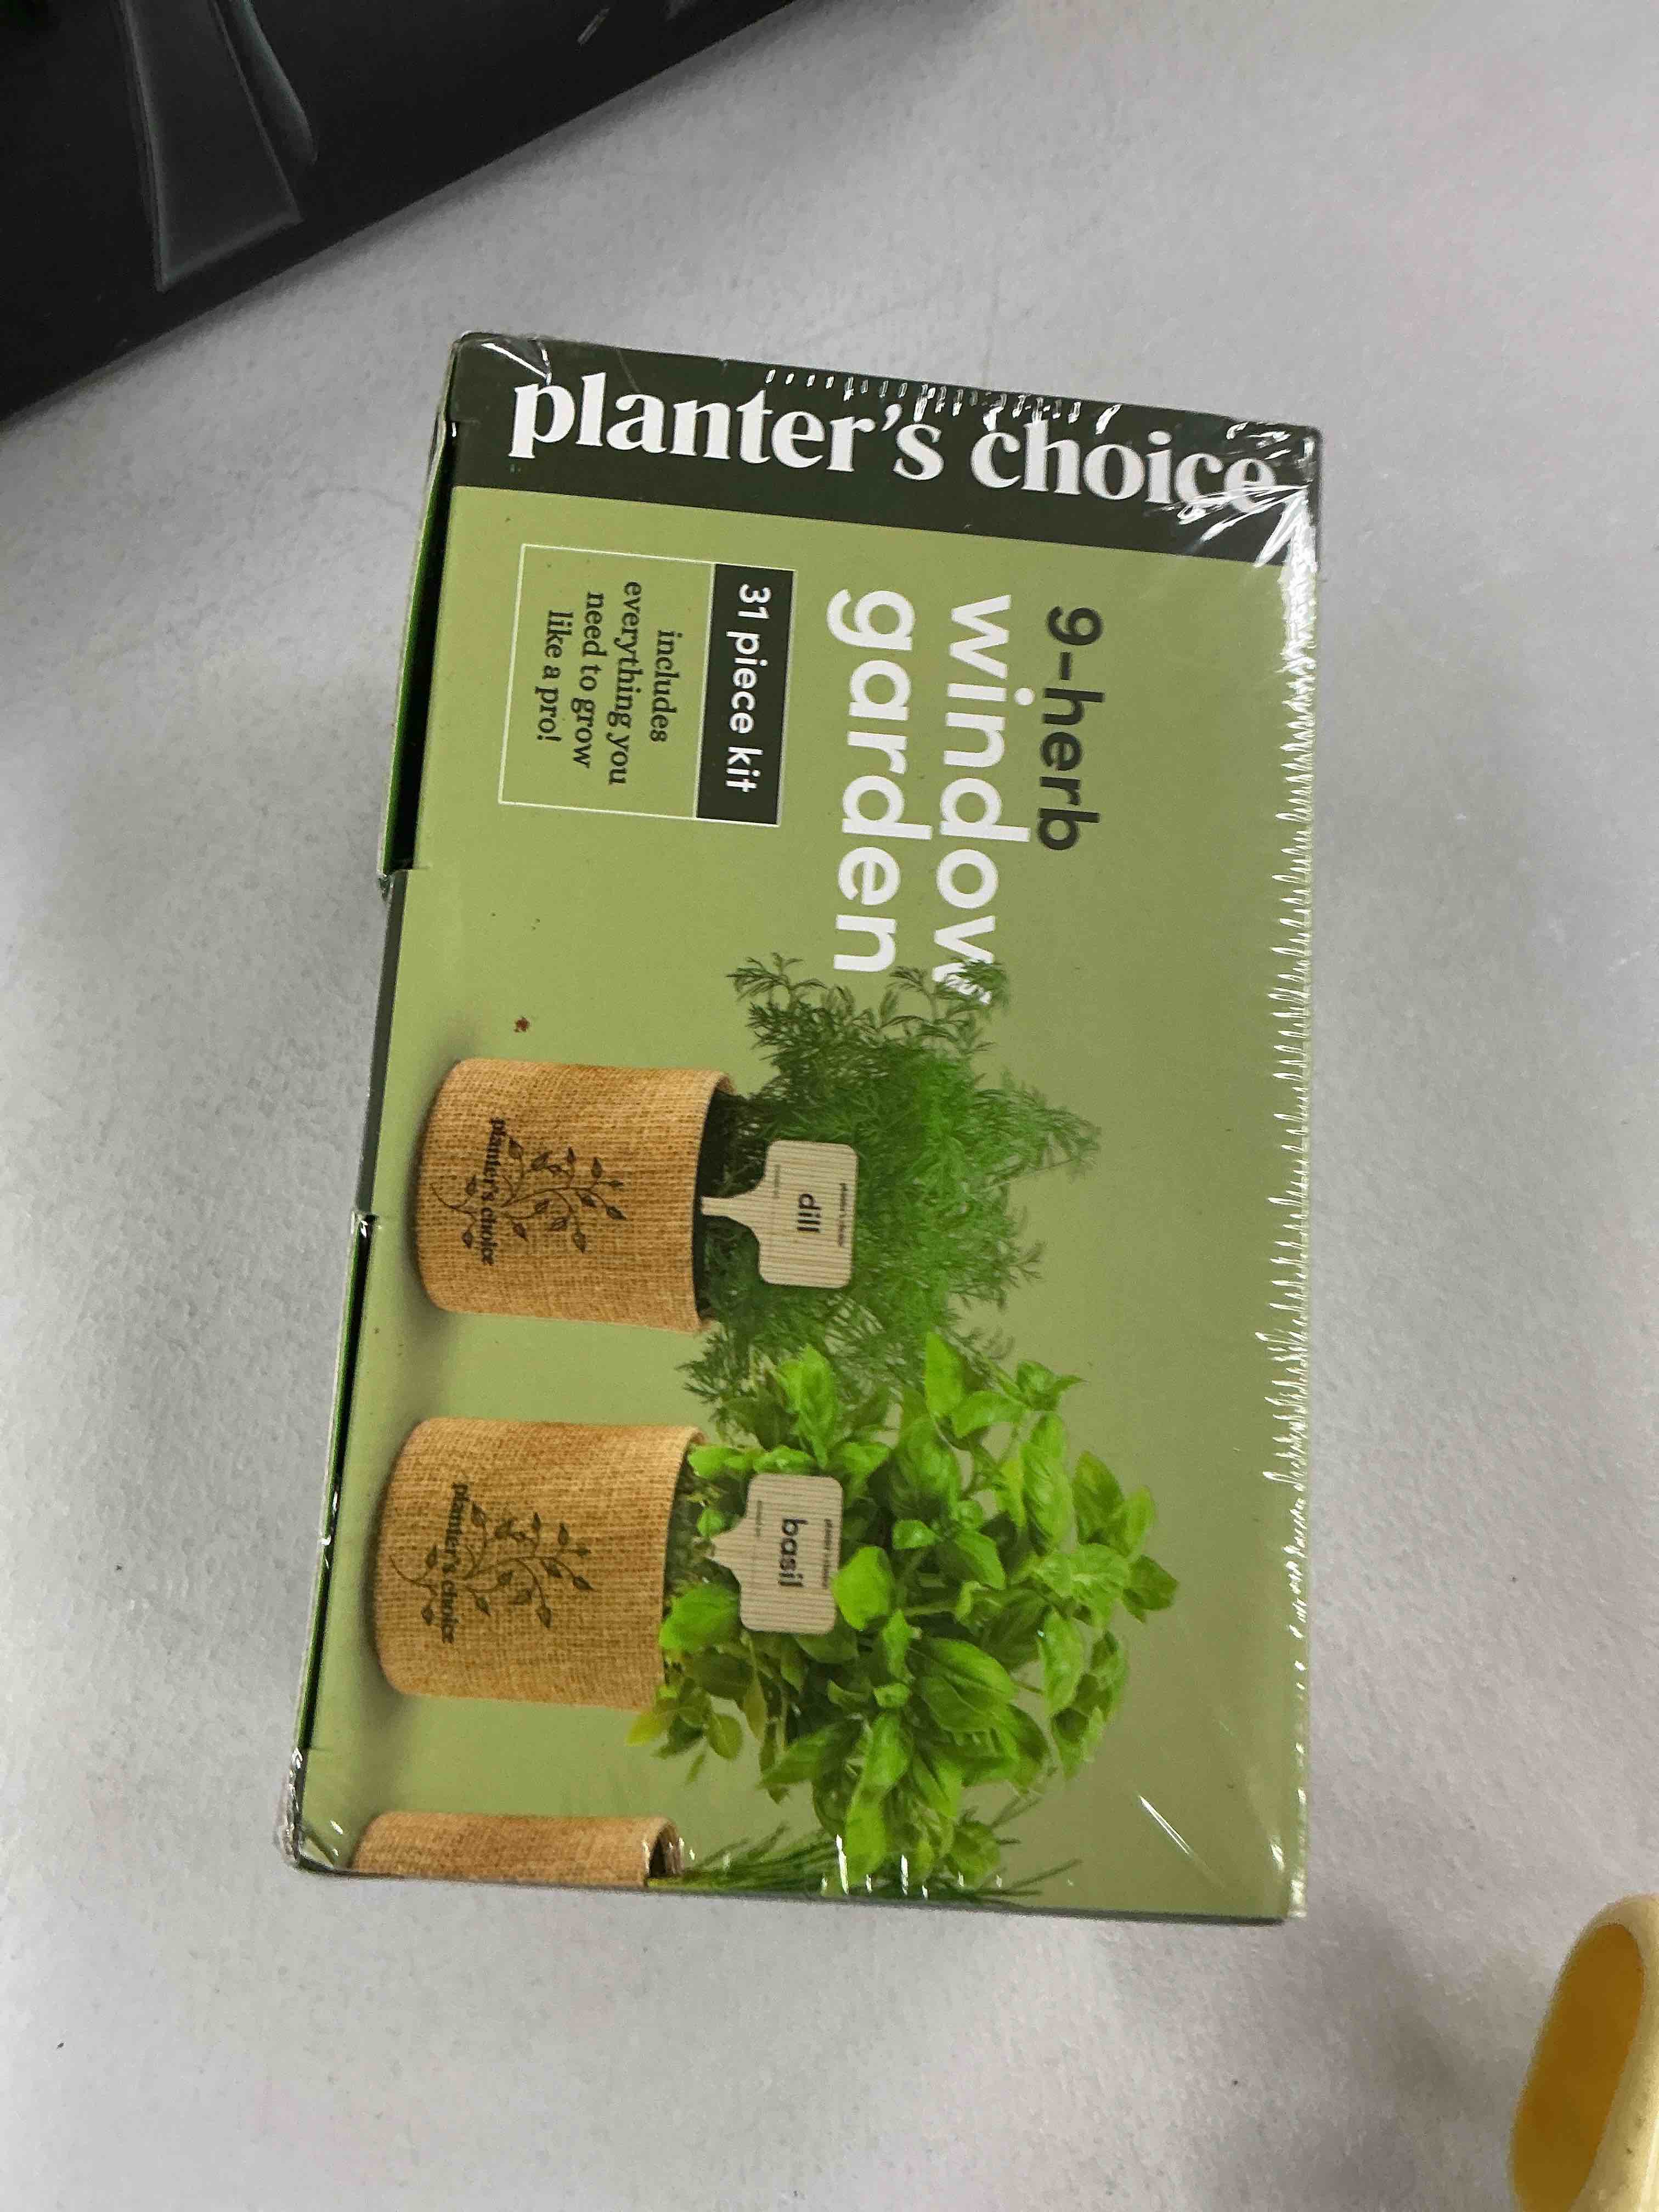 planter's choice
9-herb
window
garden
31 piece kit
includes
everything you
need to grow
like a pro!
dill
planter's choice
basil
planter's choice